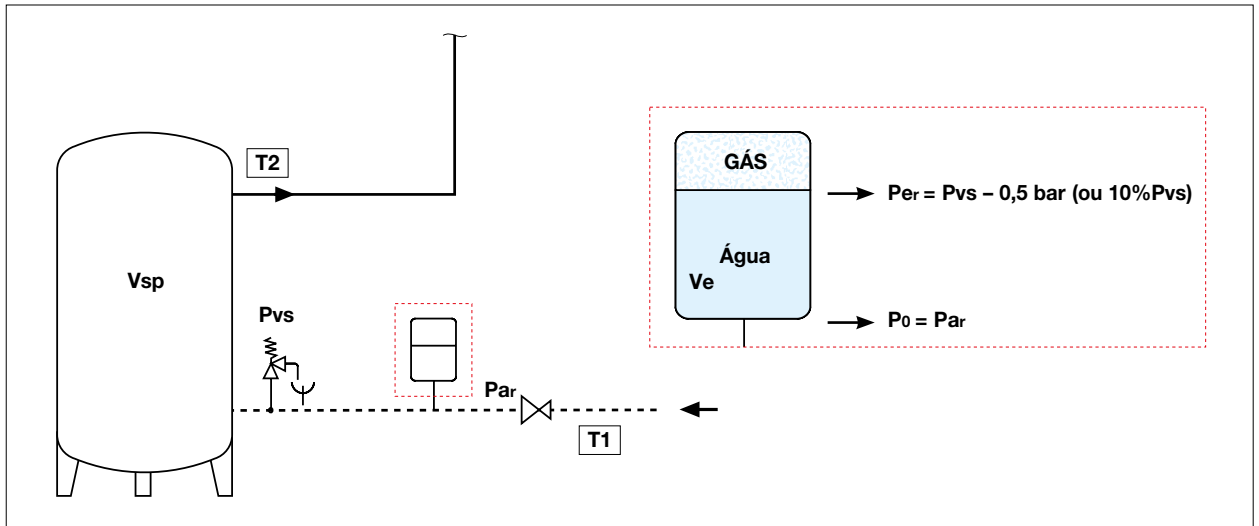 T2
Vsp
Pvs
Par
T1
GÁS
Água
Ve
Per = Pvs – 0,5 bar (ou 10%Pvs)
P0 = Par